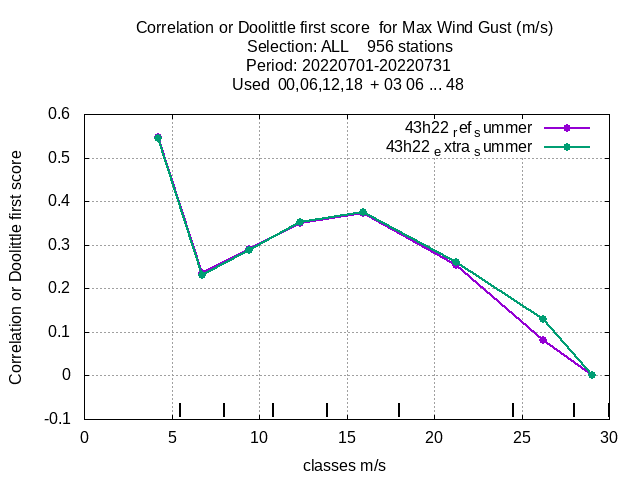 Correlation or Doolittle first score  for Max Wind Gust (m/s)
Selection: ALL    956 stations
Period: 20220701-20220731
Used  00,06,12,18  + 03 06 ... 48
43h22 ref summer
43h22 extra summer
Correlation or Doolittle first score
0.6
0.5
0.4
0.3
0.2
0.1
0
-0.1
0 5 10 15 20 25 30
classes m/s